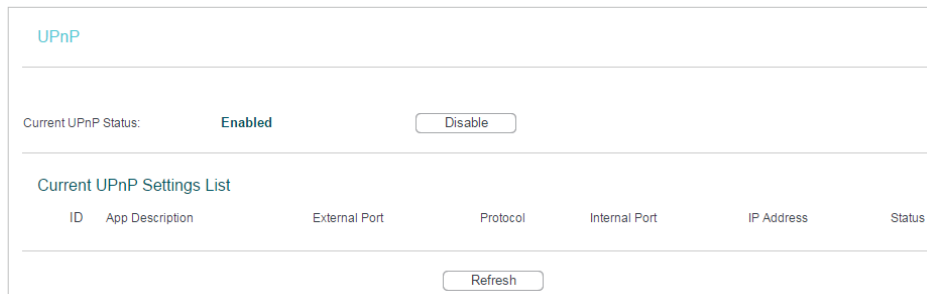 UPnP
Current UPnP Status: Enabled Disable
Current UPnP Settings List
ID App Description External Port Protocol Internal Port IP Address Status
Refresh